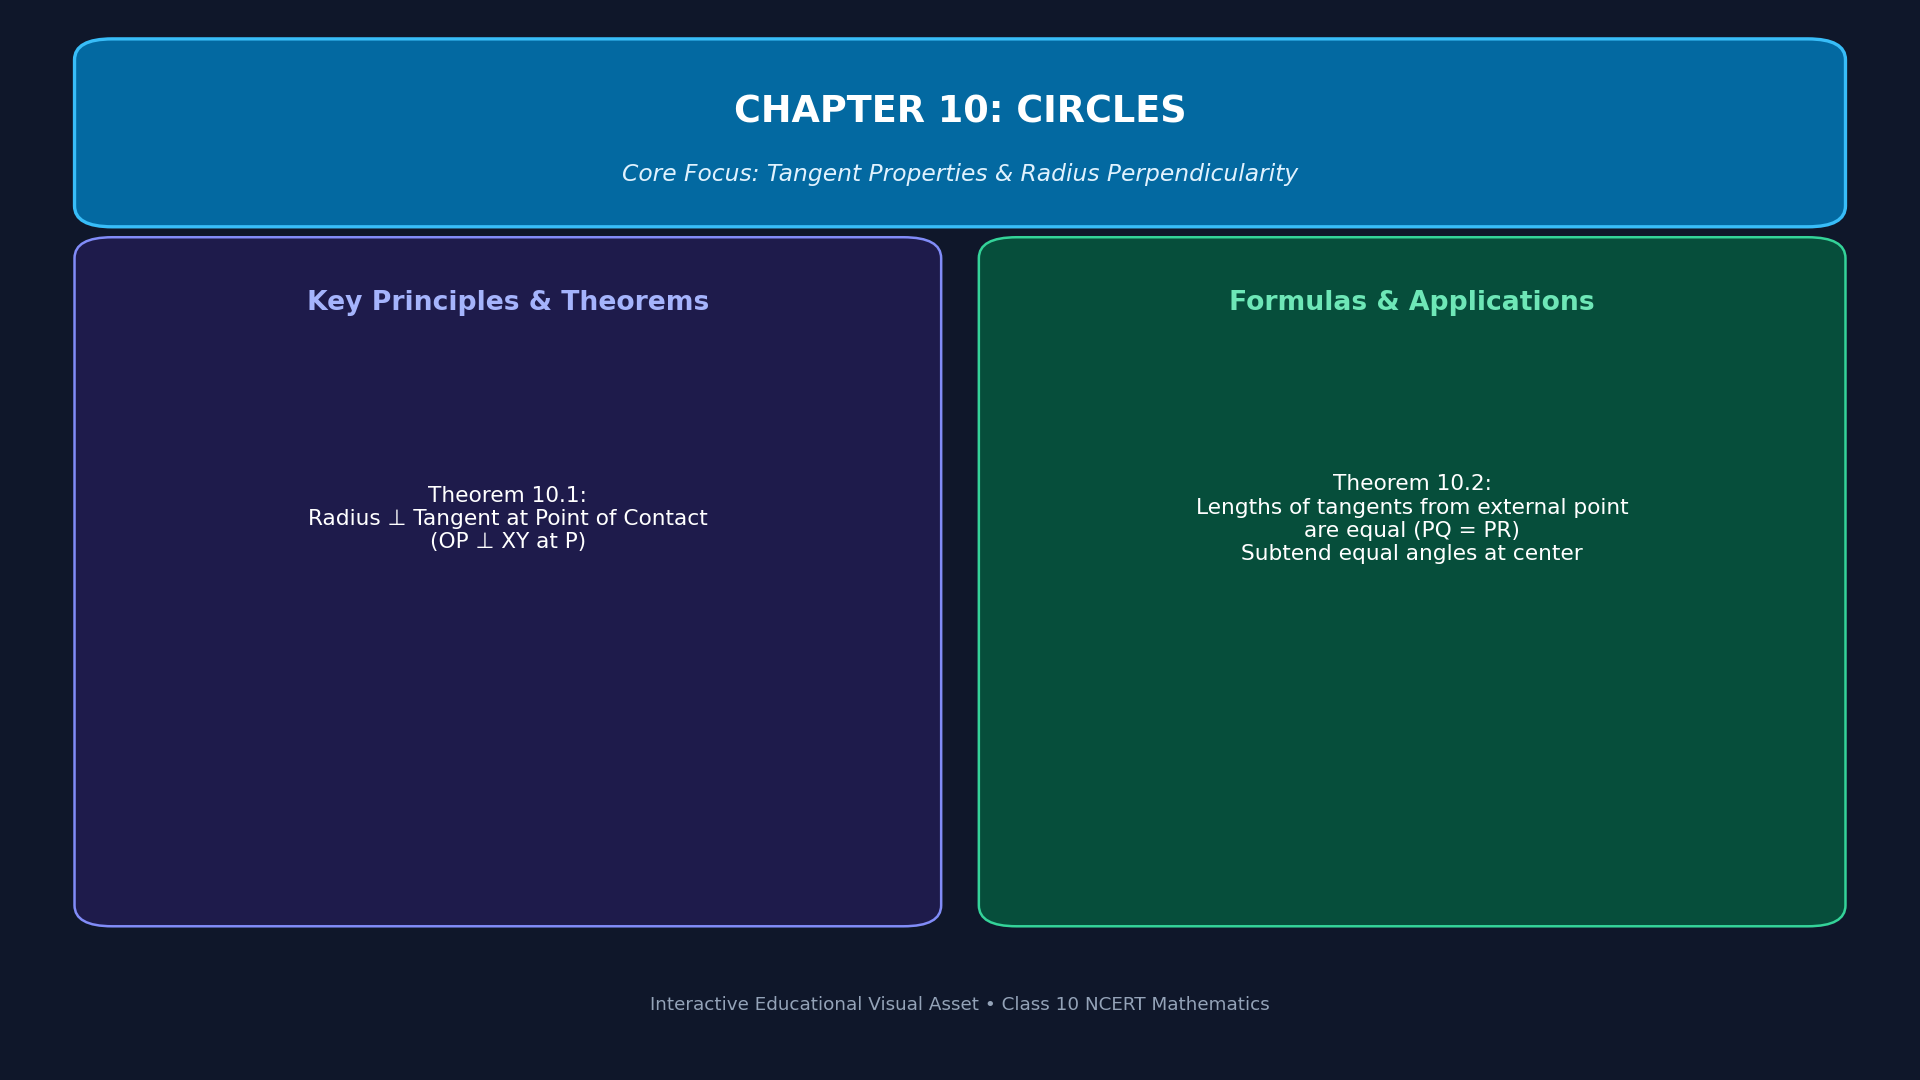 CHAPTER 10: CIRCLES
Core Focus: Tangent Properties & Radius Perpendicularity
Key Principles & Theorems
Theorem 10.1:
Radius ⊥ Tangent at Point of Contact
(OP ⊥ XY at P)
Formulas & Applications
Theorem 10.2:
Lengths of tangents from external point
are equal (PQ = PR)
Subtend equal angles at center
Interactive Educational Visual Asset • Class 10 NCERT Mathematics